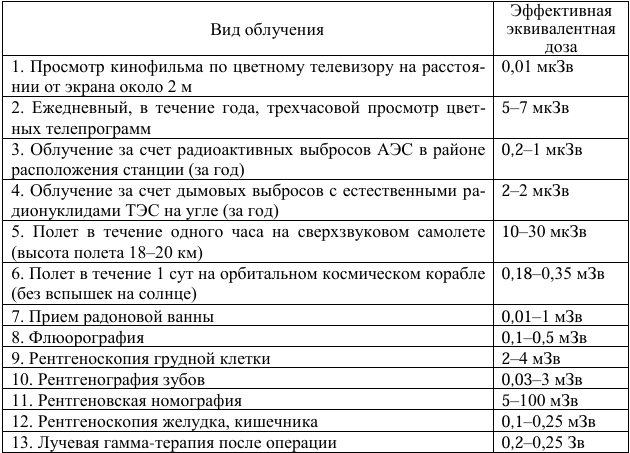 Вид облучения
Эффективная
эквивалентная
доза
1. Просмотр кинофильма по цветному телевизору на расстоя-
нии от экрана около 2 м
0,01 мкЗв
2. Ежедневный, в течение года, трехчасовой просмотр цвет-
ных телепрограмм
5–7 мкЗв
3. Облучение за счет радиоактивных выбросов АЭС в районе
расположения станции (за год)
0,2–1 мкЗв
4. Облучение за счет дымовых выбросов с естественными ра-
дионуклидами ТЭС на угле (за год)
2–2 мкЗв
5. Полет в течение одного часа на сверхзвуковом самолете
(высота полета 18–20 км)
10–30 мкЗв
6. Полет в течение 1 сут на орбитальном космическом корабле
(без вспышек на солнце)
0,18–0,35 мЗв
7. Прием радоновой ванны
0,01–1 мЗв
8. Флюорография
0,1–0,5 мЗв
9. Рентгеноскопия грудной клетки
2–4 мЗв
10. Рентгенография зубов
0,03–3 мЗв
11. Рентгеновская номография
5–100 мЗв
12. Рентгеноскопия желудка, кишечника
0,1–0,25 мЗв
13. Лучевая гамма-терапия после операции
0,2–0,25 Зв